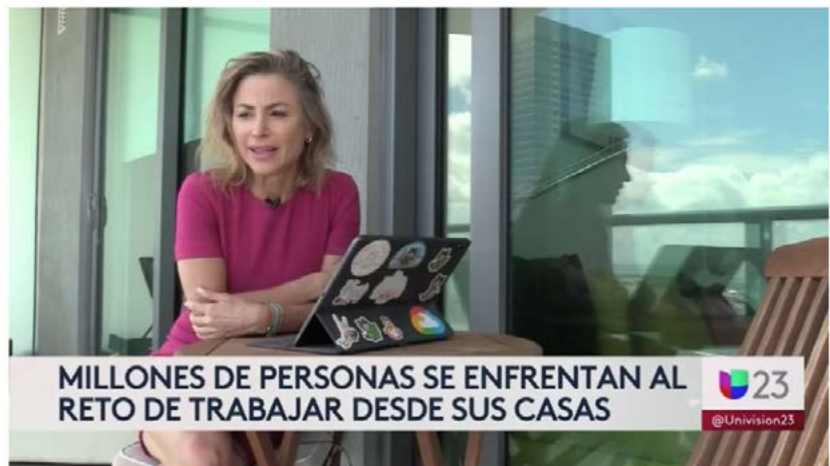 MILLONES DE PERSONAS SE ENFRENTAN AL
RETO DE TRABAJAR DESDE SUS CASAS
23
@Univision23